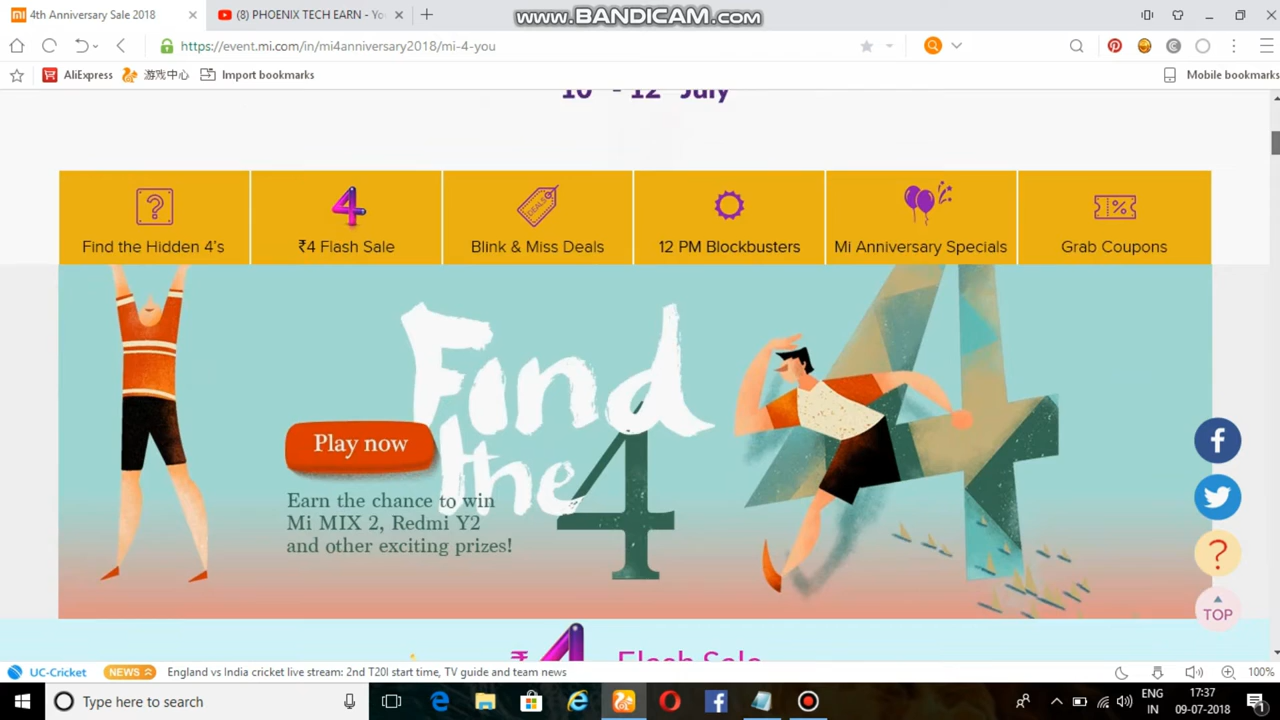 4th Anniversary Sale 2018
(8) PHOENIX TECH EARN - Yo
www.BANDICAM.com
https://event.mi.com/in/mi4anniversary2018/mi-4-you
AliExpress
游戏中心
Import bookmarks
Mobile bookmarks
10 - 12 July
Find the Hidden 4's
₹4 Flash Sale
Blink & Miss Deals
12 PM Blockbusters
Mi Anniversary Specials
Grab Coupons
DEALS
Find
the 4
Play now
Earn the chance to win
Mi MIX 2, Redmi Y2
and other exciting prizes!
TOP
₹4 Flash Sale
UC-Cricket
NEWS
England vs India cricket live stream: 2nd T20I start time, TV guide and team news
100%
Type here to search
ENG
IN
17:37
09-07-2018
1